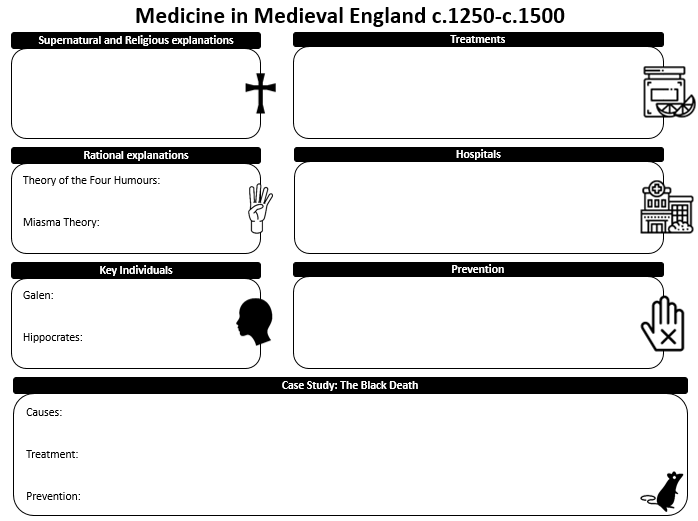 Medicine in Medieval England c.1250-c.1500
Supernatural and Religious explanations
Treatments
Rational explanations
Theory of the Four Humours:
Miasma Theory:
Hospitals
Key Individuals
Galen:
Hippocrates:
Prevention
Case Study: The Black Death
Causes:
Treatment:
Prevention: